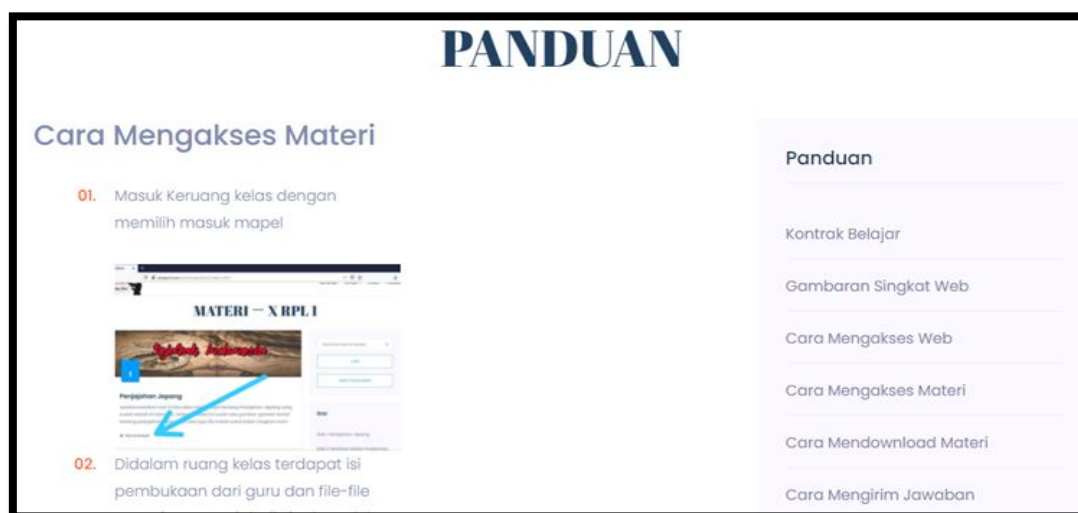 PANDUAN
Cara Mengakses Materi
01. Masuk Keruang kelas dengan
memilih masuk mapel
MATERI — X RPL 1
Sejarah Indonesia
Penjajahan Jepang
02. Didalam ruang kelas terdapat isi
pembukaan dari guru dan file-file
Panduan
Kontrak Belajar
Gambaran Singkat Web
Cara Mengakses Web
Cara Mengakses Materi
Cara Mendownload Materi
Cara Mengirim Jawaban